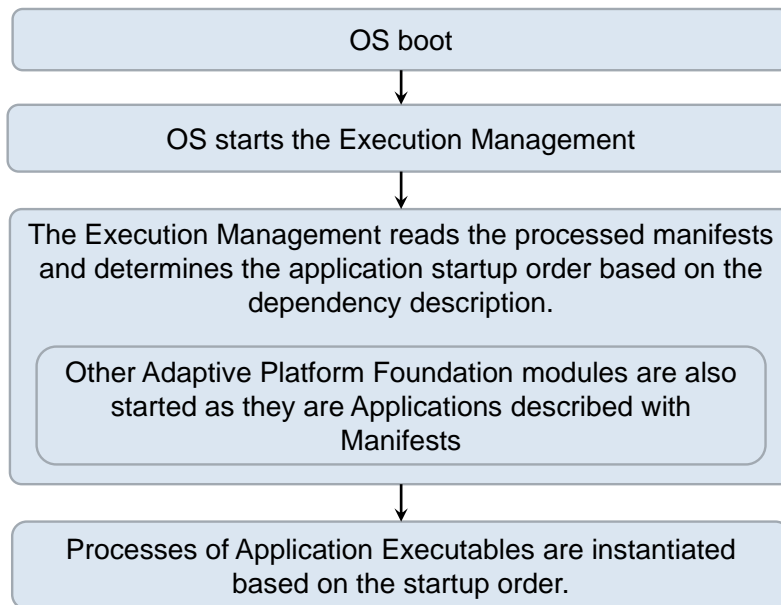 OS boot
OS starts the Execution Management
The Execution Management reads the processed manifests
and determines the application startup order based on the
dependency description.
Other Adaptive Platform Foundation modules are also
started as they are Applications described with
Manifests
Processes of Application Executables are instantiated
based on the startup order.